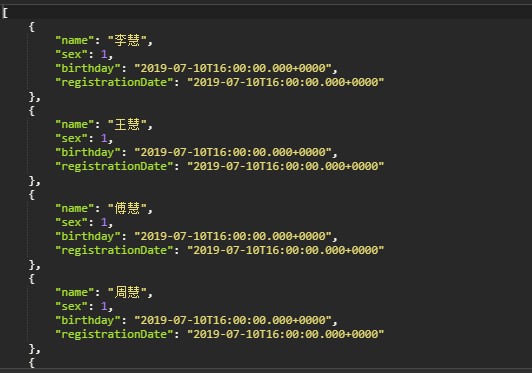 [
{
"name": "李慧",
"sex": 1,
"birthday": "2019-07-10T16:00:00.000+0000",
"registrationDate": "2019-07-10T16:00:00.000+0000"
},
{
"name": "王慧",
"sex": 1,
"birthday": "2019-07-10T16:00:00.000+0000",
"registrationDate": "2019-07-10T16:00:00.000+0000"
},
{
"name": "傅慧",
"sex": 1,
"birthday": "2019-07-10T16:00:00.000+0000",
"registrationDate": "2019-07-10T16:00:00.000+0000"
},
{
"name": "周慧",
"sex": 1,
"birthday": "2019-07-10T16:00:00.000+0000",
"registrationDate": "2019-07-10T16:00:00.000+0000"
},
{